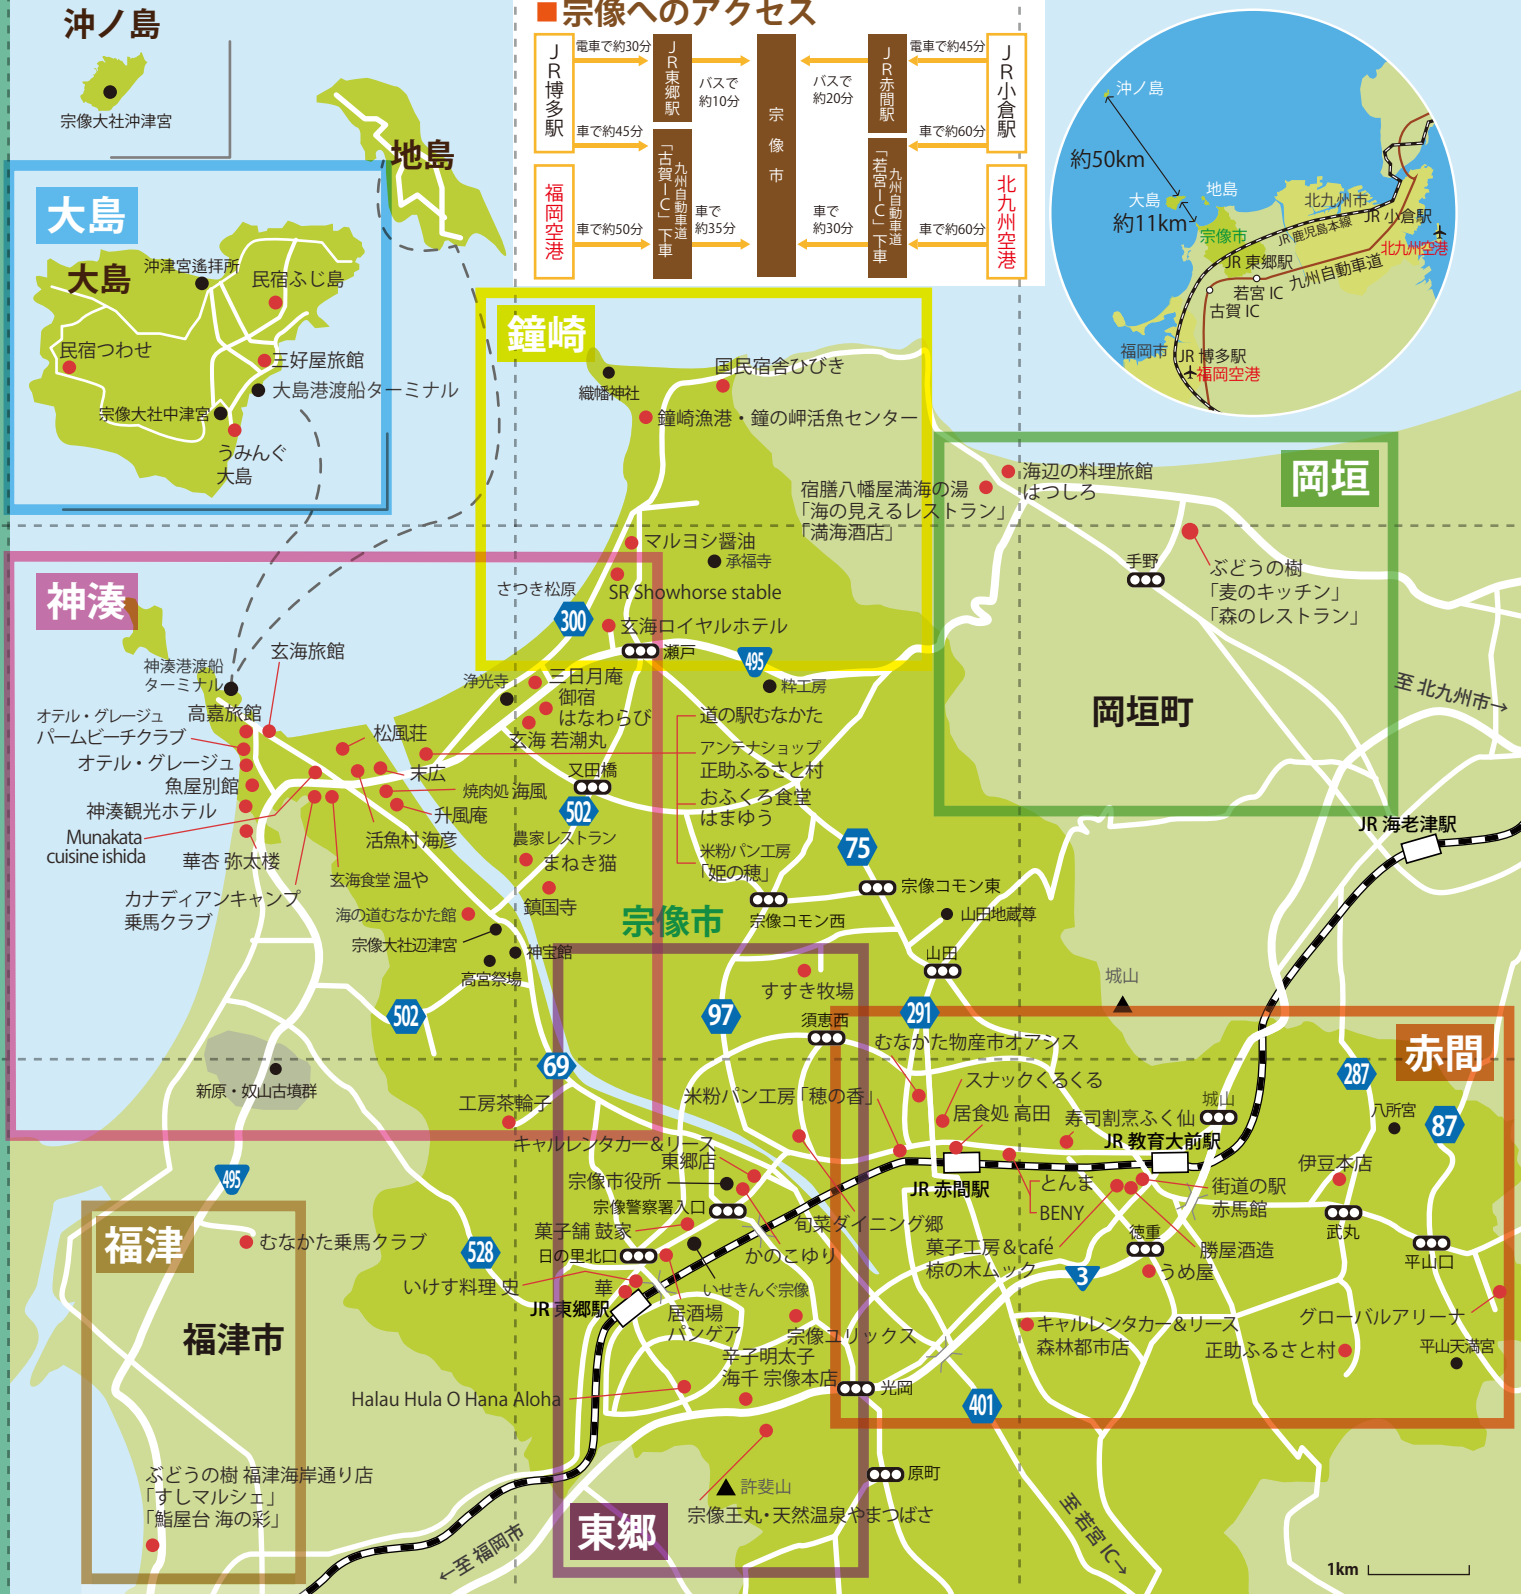 沖ノ島
宗像大社沖津宮
地島
■宗像へのアクセス
JR博多駅
電車で約30分
JR東郷駅
バスで
約10分
宗像市
バスで
約20分
JR赤間駅
電車で約45分
JR小倉駅
車で約45分
九州自動車道
「古賀IC」下車
車で約60分
九州自動車道
「若宮IC」下車
福岡空港
車で約50分
車で
約35分
車で
約30分
車で約60分
北九州空港
沖ノ島
約50km
大島
地島
約11km
宗像市
北九州市
JR 小倉駅
JR 鹿児島本線
北九州空港
JR 東郷駅
九州自動車道
若宮 IC
古賀 IC
福岡市
JR 博多駅
福岡空港
大島
大島
沖津宮遙拝所
民宿ふじ島
民宿つわせ
三好屋旅館
大島港渡船ターミナル
宗像大社中津宮
うみんぐ
大島
鐘崎
織幡神社
国民宿舎ひびき
鐘崎漁港・鐘の岬活魚センター
宿膳八幡屋満海の湯
「海の見えるレストラン」
「満海酒店」
マルヨシ醤油
承福寺
さつき松原
SR Showhorse stable
300
玄海ロイヤルホテル
瀬戸
495
粋工房
岡垣
海辺の料理旅館
はつしろ
手野
ぶどうの樹
「麦のキッチン」
「森のレストラン」
岡垣町
至 北九州市→
JR 海老津駅
神湊
神湊港渡船
ターミナル
玄海旅館
高嘉旅館
オテル・グレージュ
パームビーチクラブ
オテル・グレージュ
魚屋別館
神湊観光ホテル
Munakata
cuisine ishida
華杏 弥太楼
カナディアンキャンプ
乗馬クラブ
松風荘
末広
焼肉処 海風
升風庵
活魚村 海彦
玄海食堂 温や
海の道むなかた館
宗像大社辺津宮
神宝館
高宮祭場
浄光寺
三日月庵
御宿
はなわらび
玄海 若潮丸
又田橋
502
農家レストラン
まねき猫
鎮国寺
道の駅むなかた
アンテナショップ
正助ふるさと村
おふくろ食堂
はまゆう
米粉パン工房
「姫の穂」
75
宗像コモン東
宗像コモン西
山田地蔵尊
山田
宗像市
城山
502
新原・奴山古墳群
69
工房茶輪子
すすき牧場
97
須恵西
291
赤間
むなかた物産市オアシス
287
87
八所宮
米粉パン工房「穂の香」
スナックくるくる
居食処 高田
寿司割烹ふく仙
城山
JR 教育大前駅
JR 赤間駅
とんま
BENY
街道の駅
赤馬館
伊豆本店
武丸
平山口
菓子工房＆café
椋の木ムック
徳重
勝屋酒造
うめ屋
3
キャルレンタカー＆リース
森林都市店
グローバルアリーナ
正助ふるさと村
平山天満宮
401
キャルレンタカー＆リース
東郷店
宗像市役所
宗像警察署入口
菓子舗 鼓家
日の里北口
旬菜ダイニング郷
かのこゆり
いせきんぐ宗像
いけす料理 史
華
JR 東郷駅
居酒場
パンゲア
宗像ユリックス
辛子明太子
海千 宗像本店
Halau Hula O Hana Aloha
光岡
原町
許斐山
宗像王丸・天然温泉やまつばさ
東郷
495
福津
むなかた乗馬クラブ
528
福津市
ぶどうの樹 福津海岸通り店
「すしマルシェ」
「鮨屋台 海の彩」
←至 福岡市
至 若宮 IC→
1km